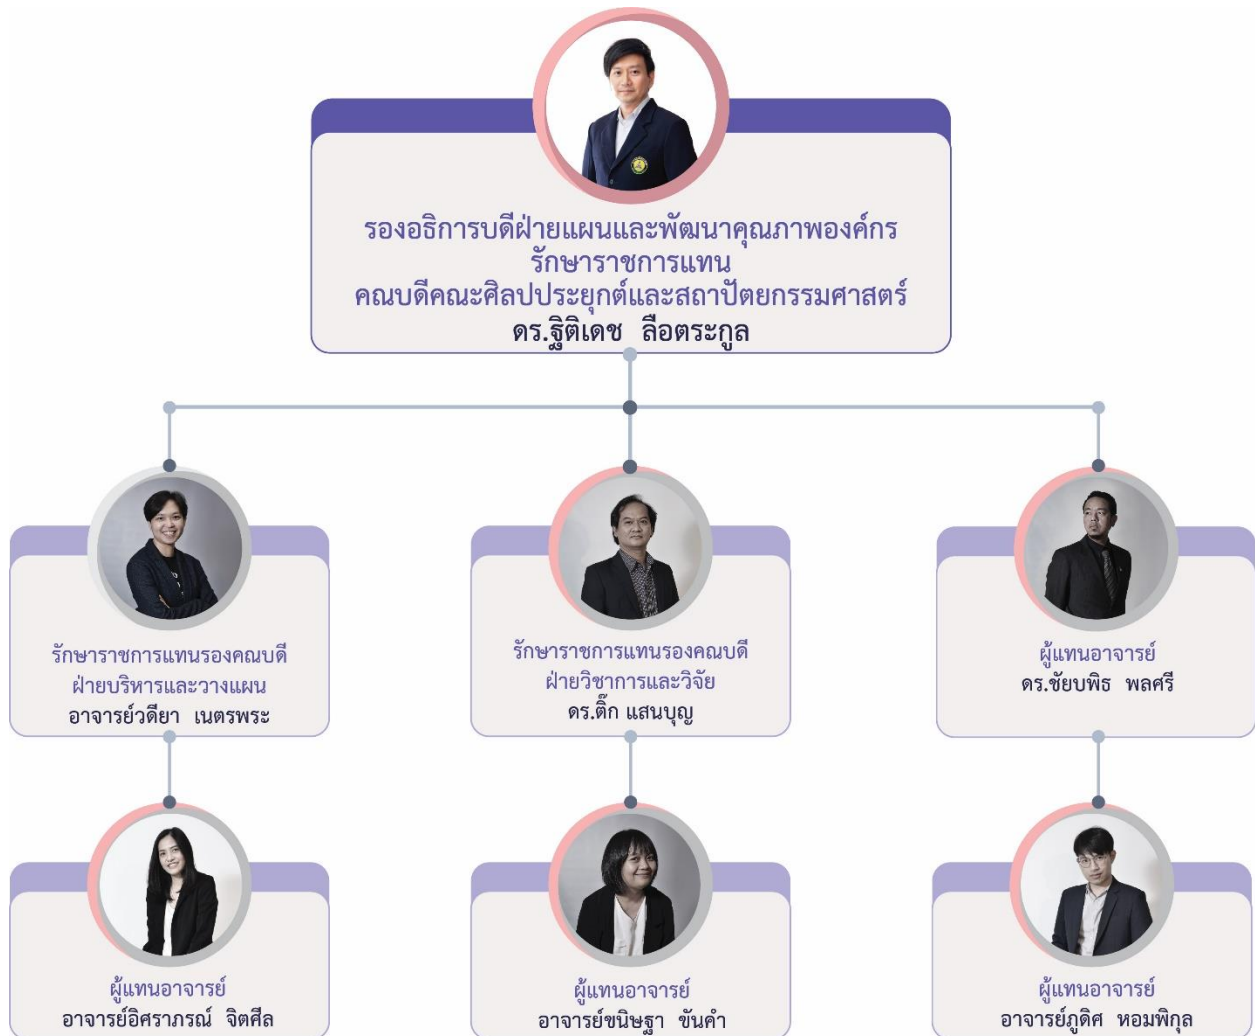 รองอธิการบดีฝ่ายแผนและพัฒนาคุณภาพองค์กร
รักษาราชการแทน
คณบดีคณะศิลปประยุกต์และสถาปัตยกรรมศาสตร์
ดร.ฐิติเดช ลือตระกูล
รักษาราชการแทนรองคณบดี
ฝ่ายบริหารและวางแผน
อาจารย์วดียา เนตรพระ
รักษาราชการแทนรองคณบดี
ฝ่ายวิชาการและวิจัย
ดร.ติ๊ก แสนบุญ
ผู้แทนอาจารย์
ดร.ชัยบพิธ พลศรี
ผู้แทนอาจารย์
อาจารย์อิศราภรณ์ จิตศีล
ผู้แทนอาจารย์
อาจารย์ขนิษฐา ขันคำ
ผู้แทนอาจารย์
อาจารย์ภูดิศ หอมพิกุล